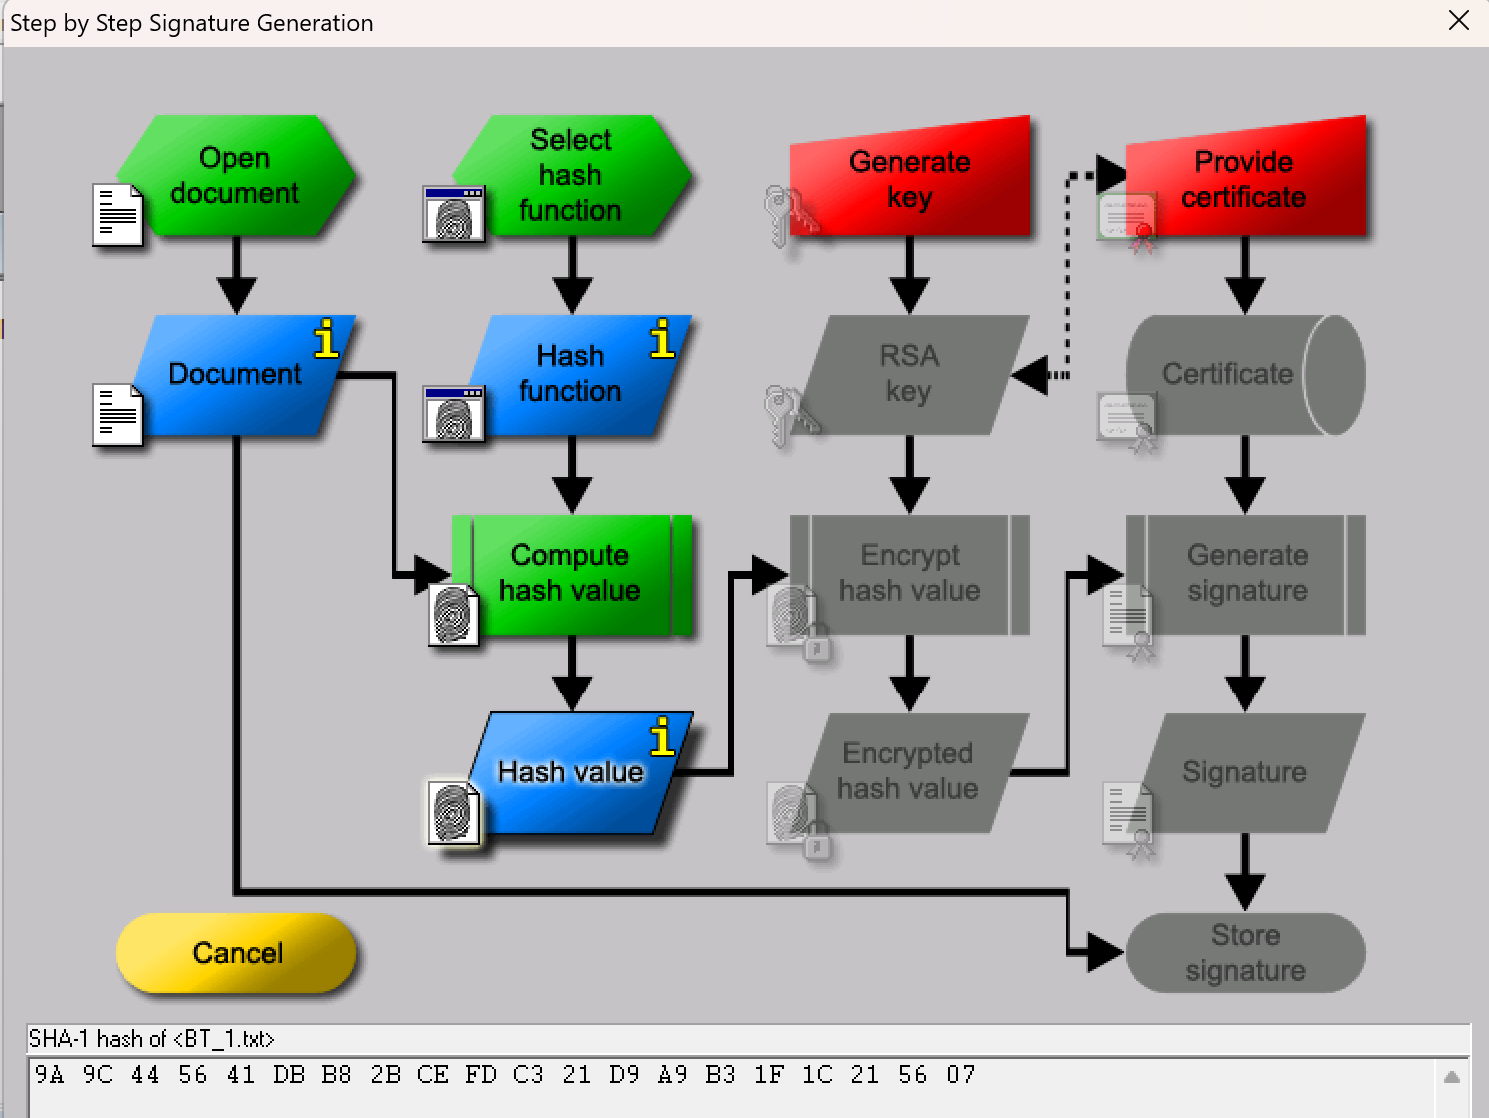 Step by Step Signature Generation
Open
document
Select
hash
function
Generate
key
Provide
certificate
Document
i
Hash
function
i
RSA
key
Certificate
Compute
hash value
Encrypt
hash value
Generate
signature
Hash value
i
Encrypted
hash value
Signature
Cancel
Store
signature
SHA-1 hash of <BT_1.txt>
9A 9C 44 56 41 DB B8 2B CE FD C3 21 D9 A9 B3 1F 1C 21 56 07